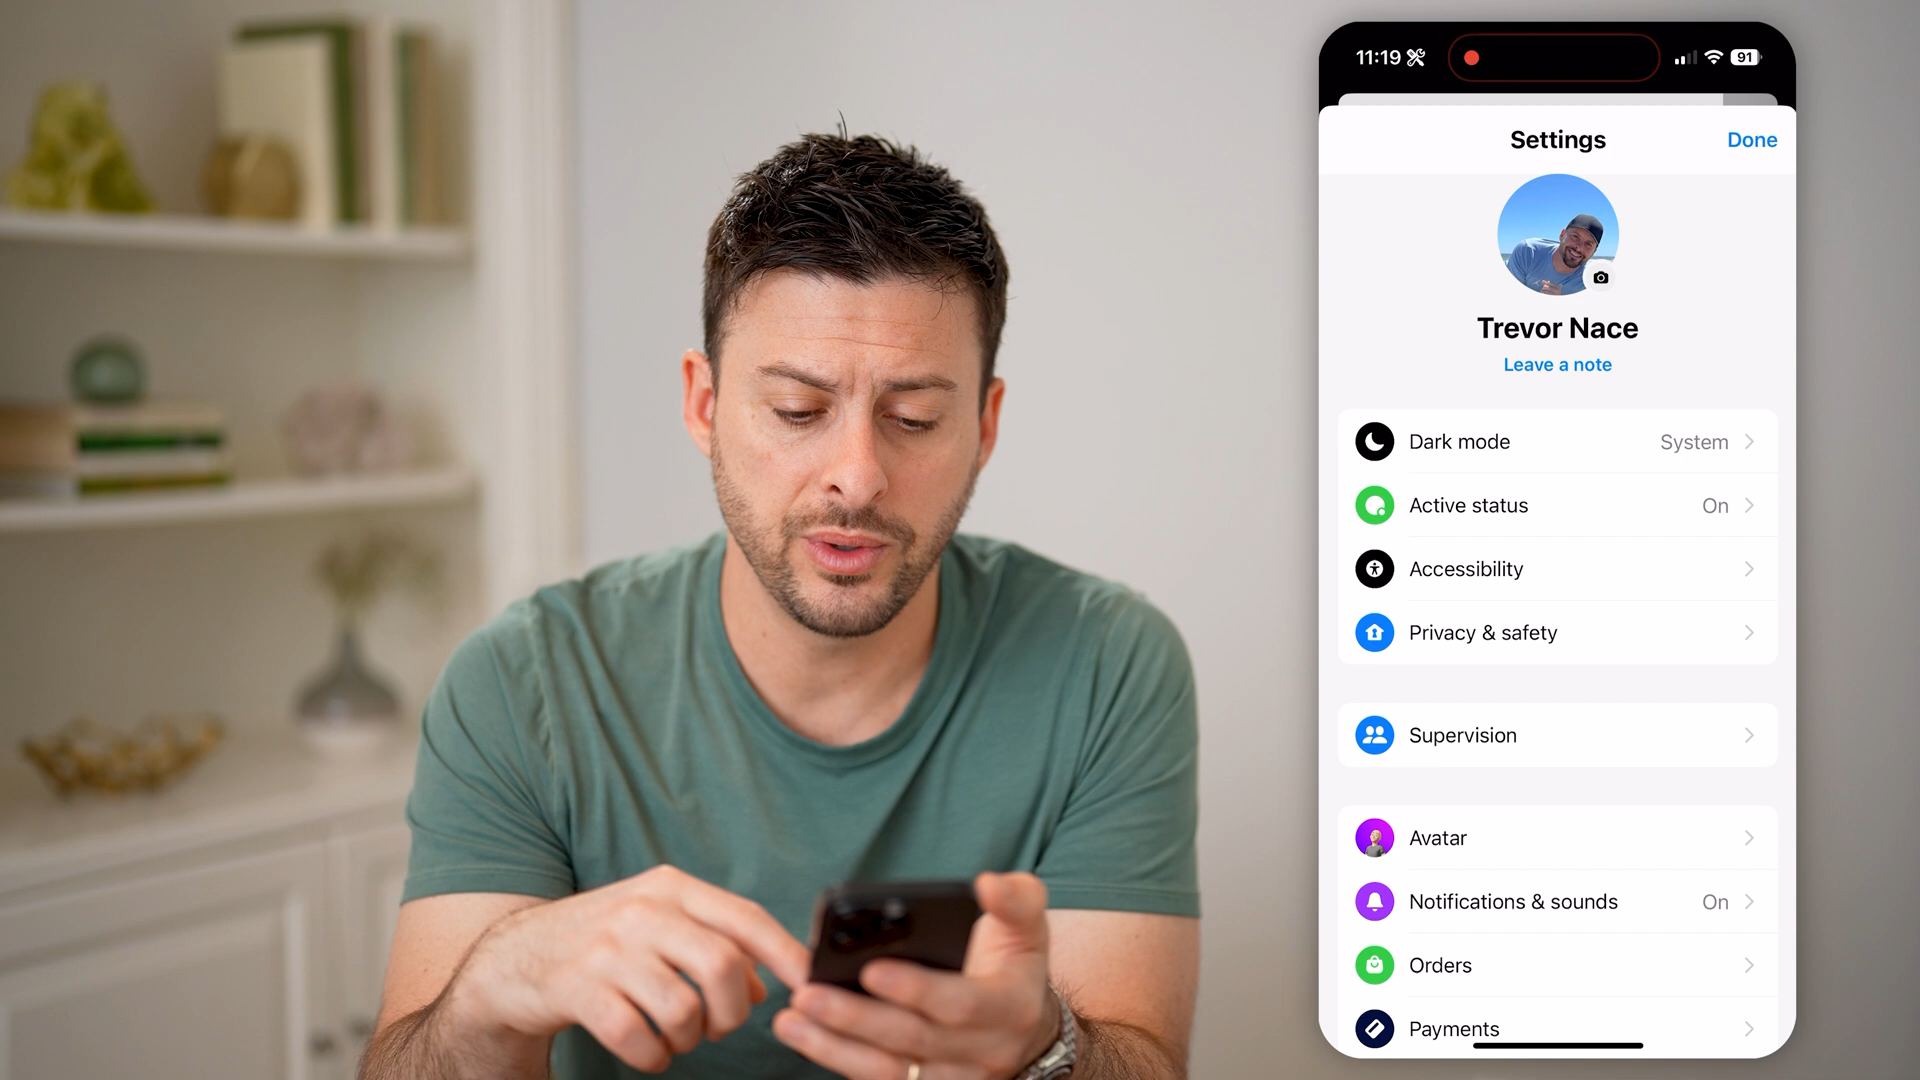 11:19
91
Settings
Done
Trevor Nace
Leave a note
Dark mode System
Active status On
Accessibility
Privacy & safety
Supervision
Avatar
Notifications & sounds On
Orders
Payments